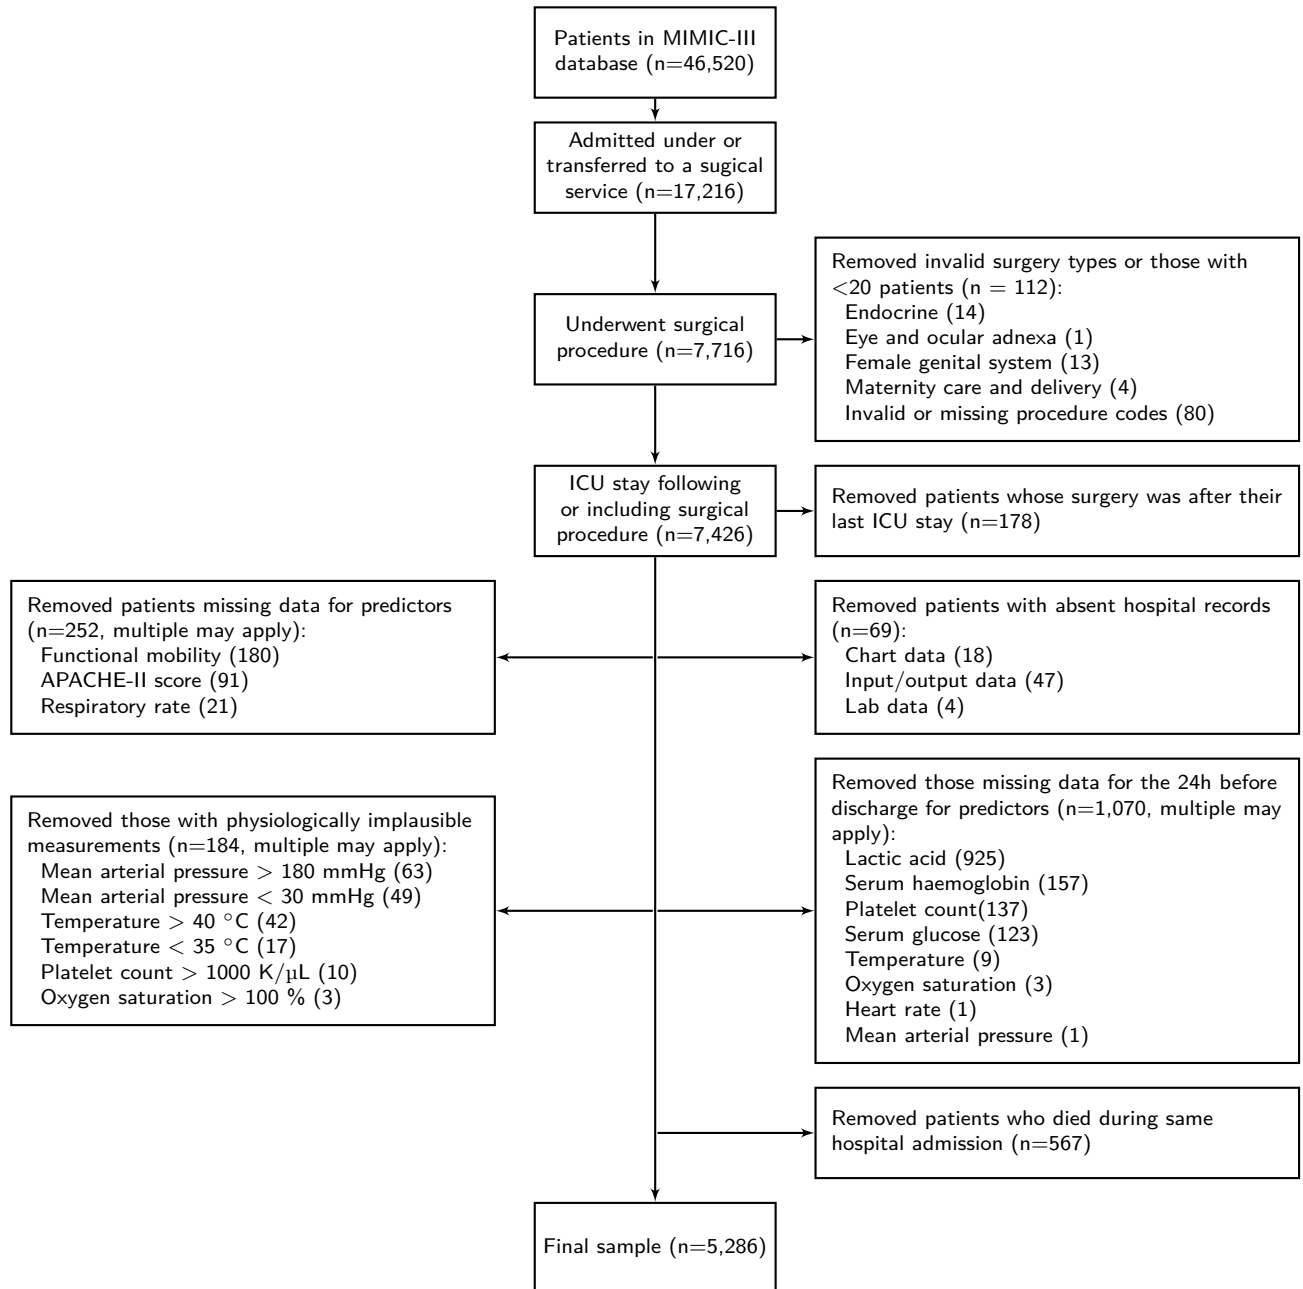 Patients in MIMIC-III
database (n=46,520)
Admitted under or
transferred to a sugical
service (n=17,216)
Underwent surgical
procedure (n=7,716)
Removed invalid surgery types or those with
<20 patients (n = 112):
Endocrine (14)
Eye and ocular adnexa (1)
Female genital system (13)
Maternity care and delivery (4)
Invalid or missing procedure codes (80)
ICU stay following
or including surgical
procedure (n=7,426)
Removed patients whose surgery was after their
last ICU stay (n=178)
Removed patients missing data for predictors
(n=252, multiple may apply):
Functional mobility (180)
APACHE-II score (91)
Respiratory rate (21)
Removed patients with absent hospital records
(n=69):
Chart data (18)
Input/output data (47)
Lab data (4)
Removed those with physiologically implausible
measurements (n=184, multiple may apply):
Mean arterial pressure > 180 mmHg (63)
Mean arterial pressure < 30 mmHg (49)
Temperature > 40 °C (42)
Temperature < 35 °C (17)
Platelet count > 1000 K/µL (10)
Oxygen saturation > 100 % (3)
Removed those missing data for the 24h before
discharge for predictors (n=1,070, multiple may
apply):
Lactic acid (925)
Serum haemoglobin (157)
Platelet count(137)
Serum glucose (123)
Temperature (9)
Oxygen saturation (3)
Heart rate (1)
Mean arterial pressure (1)
Removed patients who died during same
hospital admission (n=567)
Final sample (n=5,286)